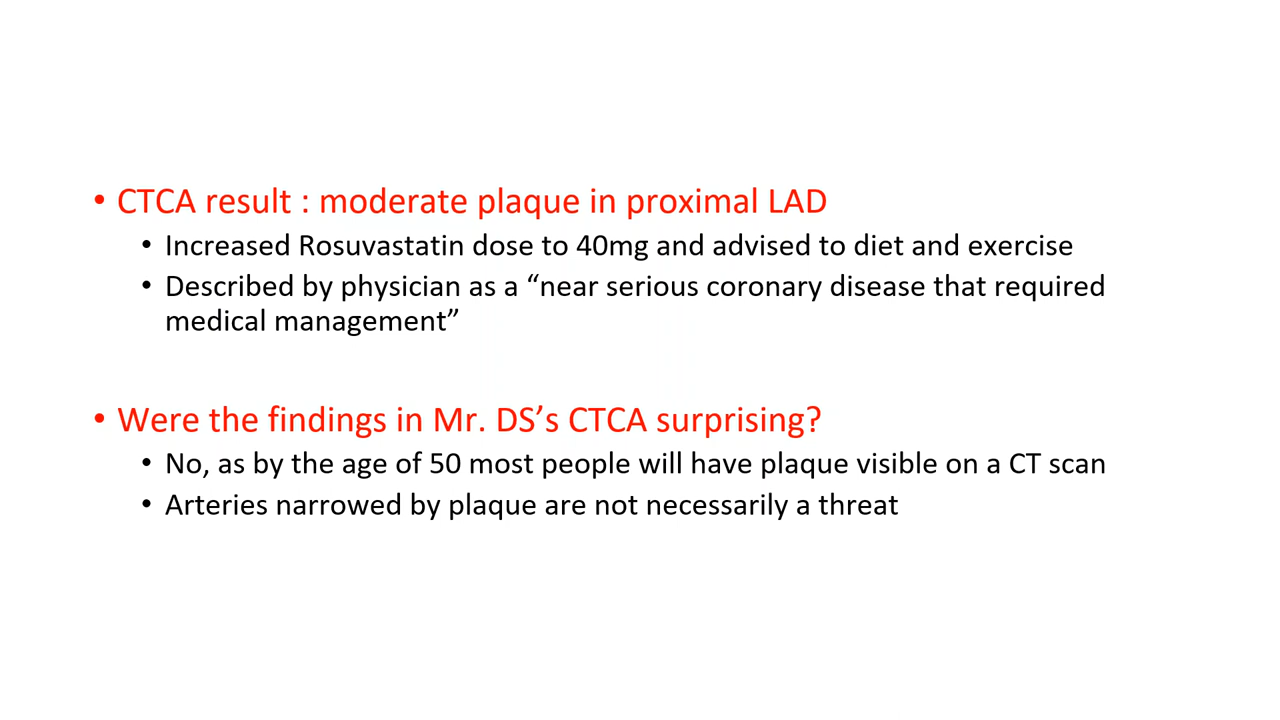 • CTCA result : moderate plaque in proximal LAD
• Increased Rosuvastatin dose to 40mg and advised to diet and exercise
• Described by physician as a “near serious coronary disease that required
medical management”
• Were the findings in Mr. DS’s CTCA surprising?
• No, as by the age of 50 most people will have plaque visible on a CT scan
• Arteries narrowed by plaque are not necessarily a threat